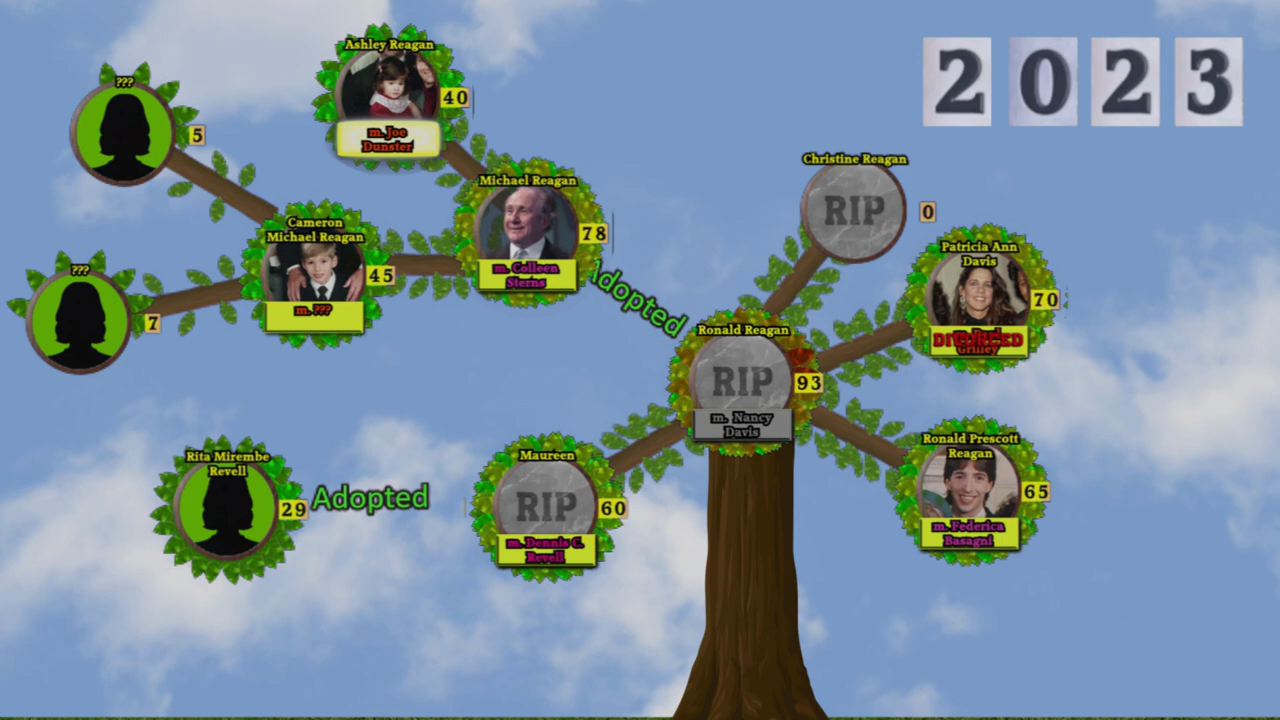 2023
Ashley Reagan
40
m. Joe
Dunster
???
5
Christine Reagan
RIP
0
Michael Reagan
78
m. Colleen
Sterns
Cameron
Michael Reagan
45
m. ???
Adopted
Patricia Ann
Davis
70
DIVORCED
Grilley
???
7
Ronald Reagan
RIP
93
m. Nancy
Davis
Rita Mirembe
Revell
29
Adopted
Maureen
RIP
60
m. Dennis C.
Revell
Ronald Prescott
Reagan
65
m. Federica
Basagni